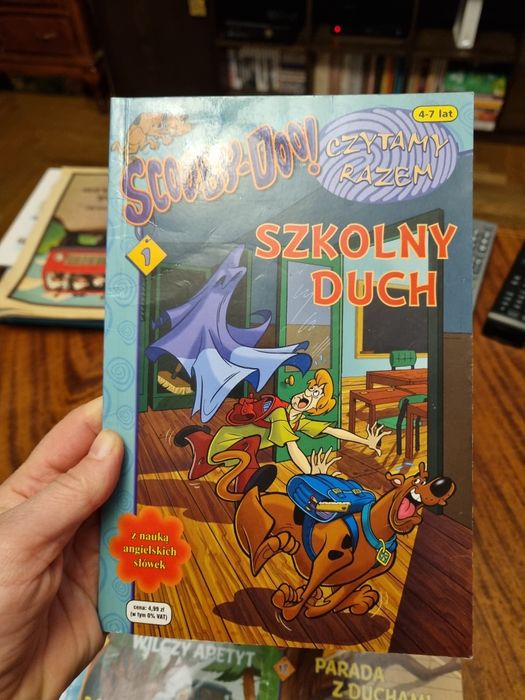 4-7 lat
SCOOBY-DOO!
CZYTAMY
RAZEM
1
SZKOLNY
DUCH
z nauką
angielskich
słówek
cena: 4,99 zł
(w tym 0% VAT)
WILCZY APETYT
PARADA
Z DUCHAMI